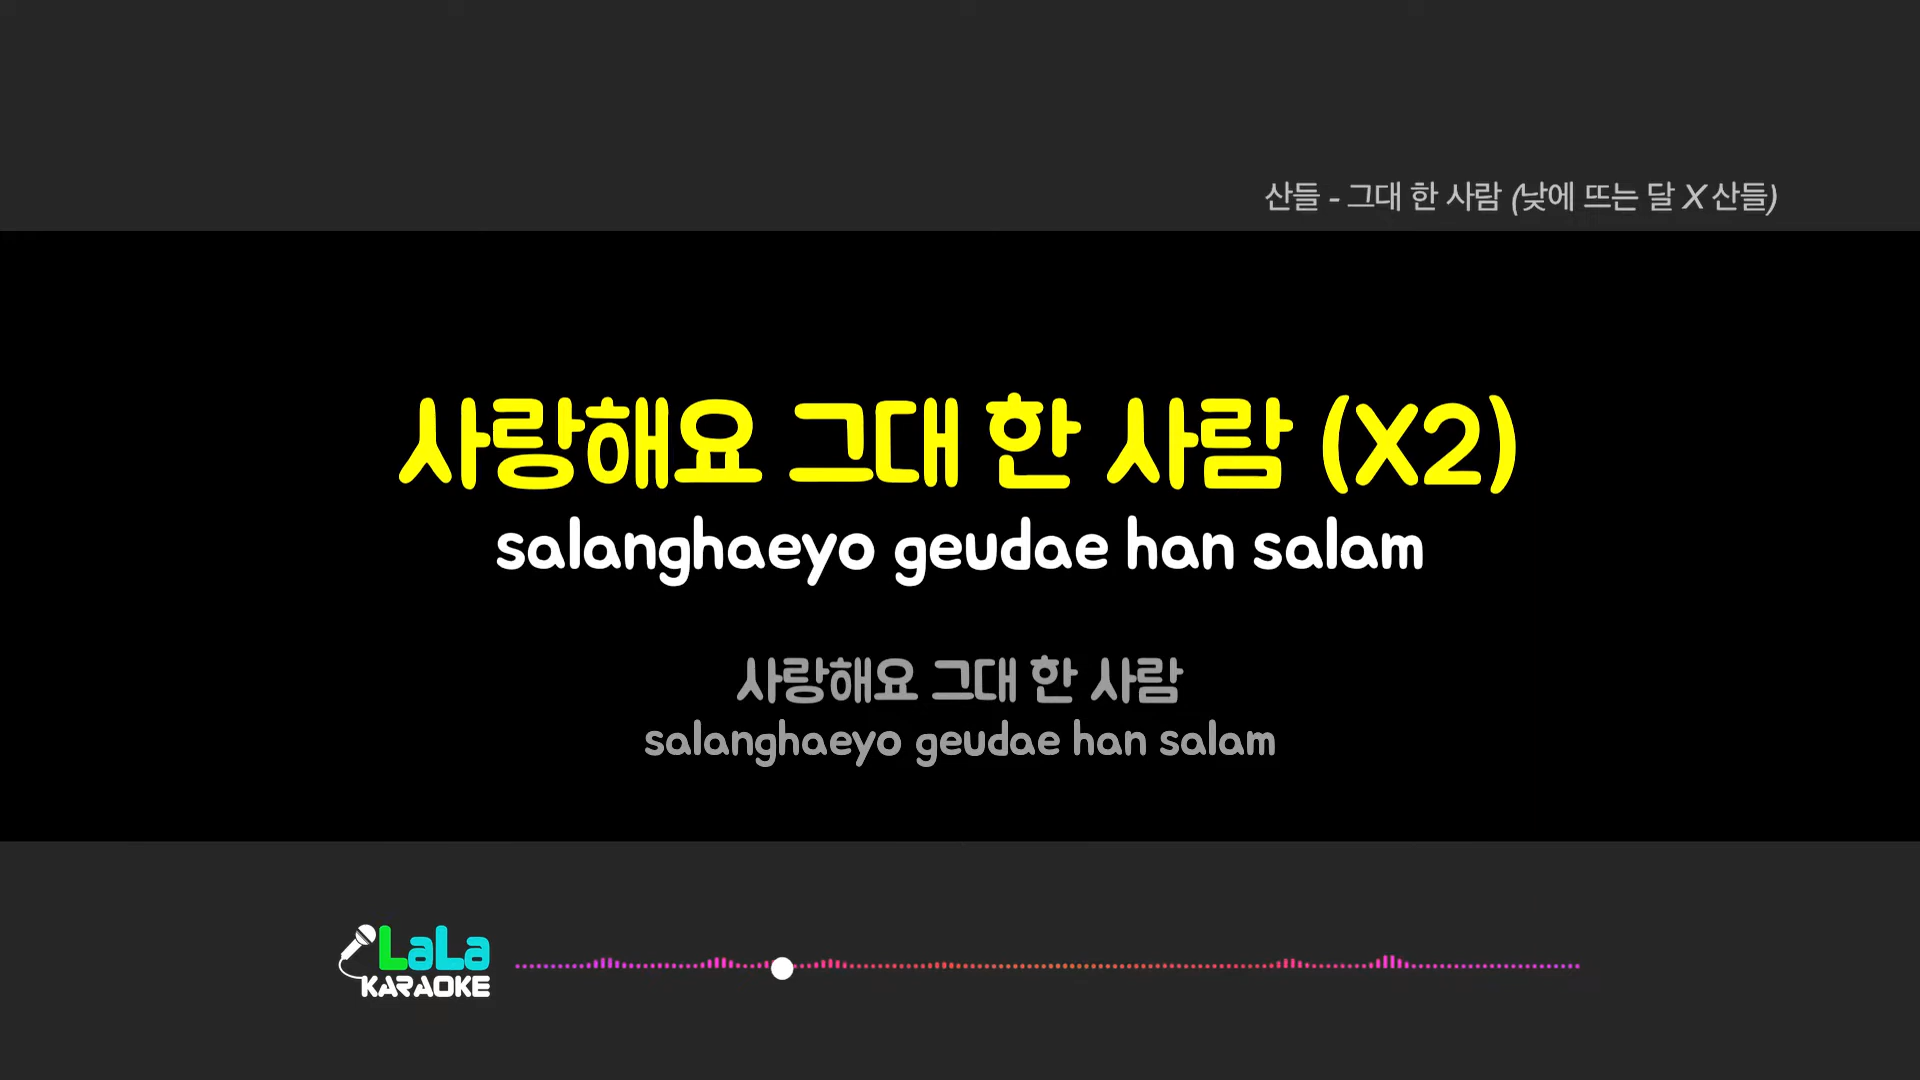 산들 - 그대 한 사람 (낮에 뜨는 달 X 산들)
사랑해요 그대 한 사람 (X2)
salanghaeyo geudae han salam
사랑해요 그대 한 사람
salanghaeyo geudae han salam
LaLa
KARAOKE